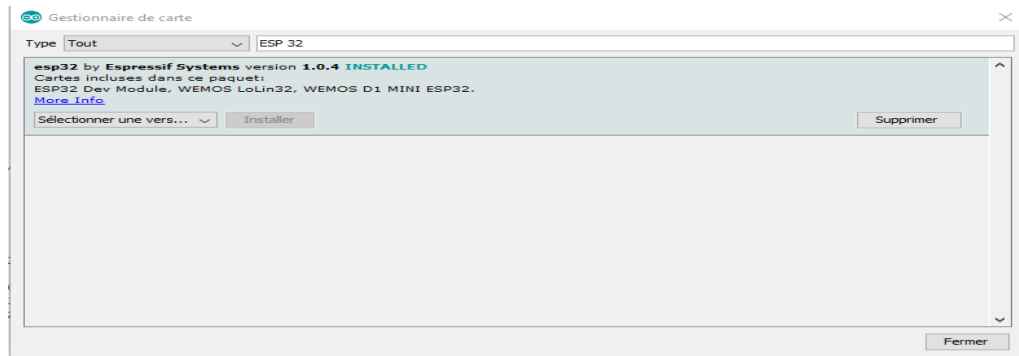 Gestionnaire de carte
Type Tout ESP 32
esp32 by Espressif Systems version 1.0.4 INSTALLED
Cartes incluses dans ce paquet:
ESP32 Dev Module, WEMOS LoLin32, WEMOS D1 MINI ESP32.
More Info
Sélectionner une vers... Installer Supprimer
Fermer